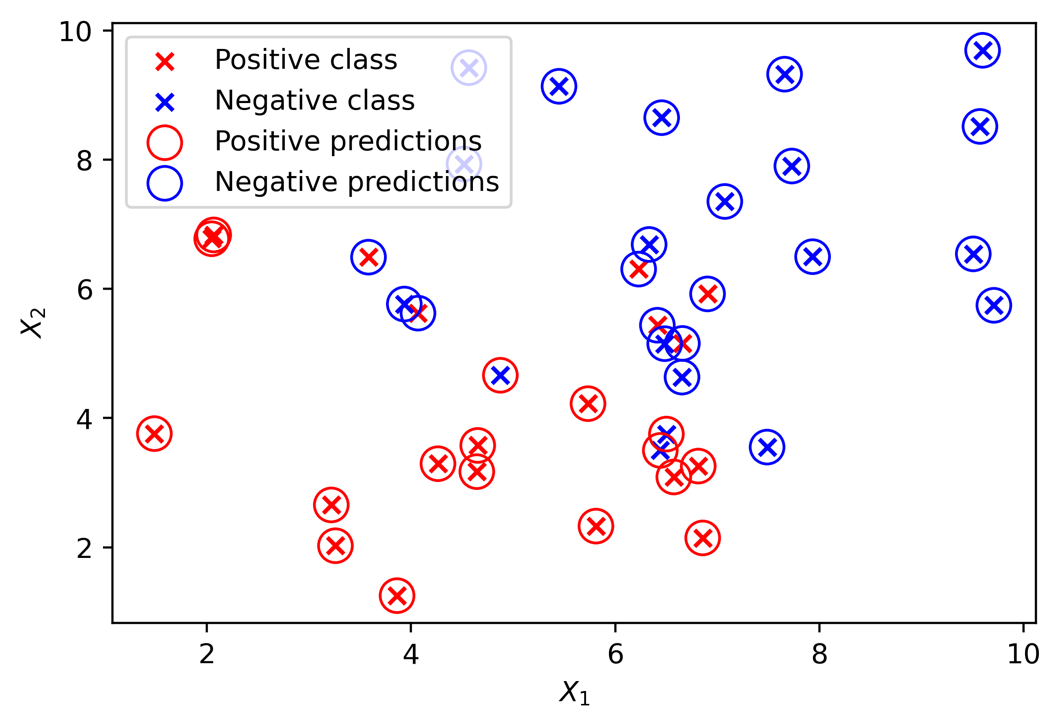 10
8
6
4
2
X2
Positive class
Negative class
Positive predictions
Negative predictions
2 4 6 8 10
X1